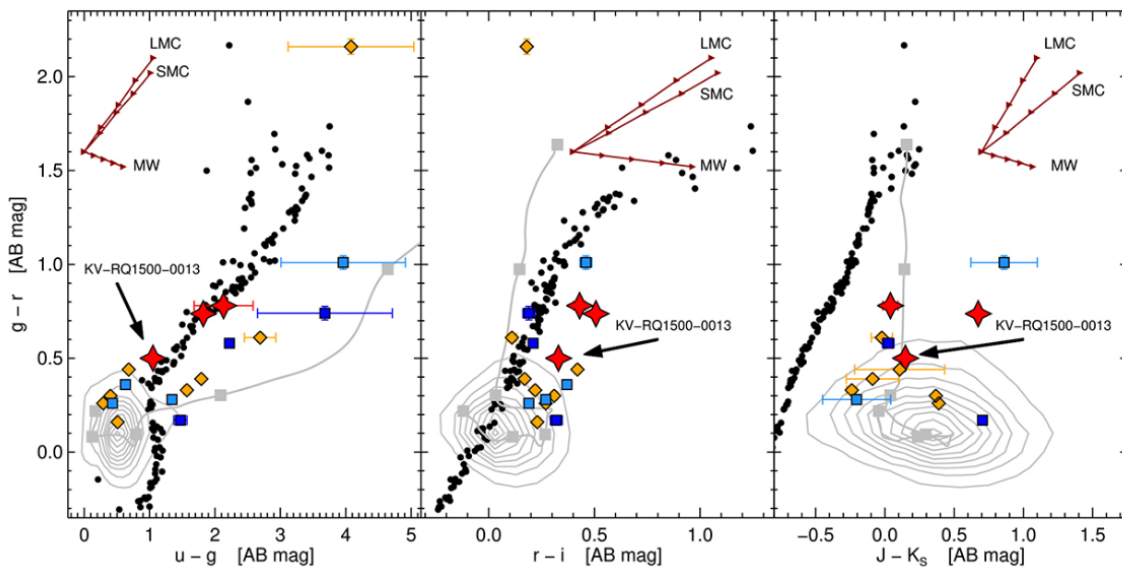 LMC
SMC
MW
KV-RQ1500-0013
LMC
SMC
MW
KV-RQ1500-0013
LMC
SMC
MW
KV-RQ1500-0013
g - r [AB mag]
2.0
1.5
1.0
0.5
0.0
0 1 2 3 4 5
0.0 0.5 1.0
-0.5 0.0 0.5 1.0 1.5
u - g [AB mag]
r - i [AB mag]
J - Ks [AB mag]